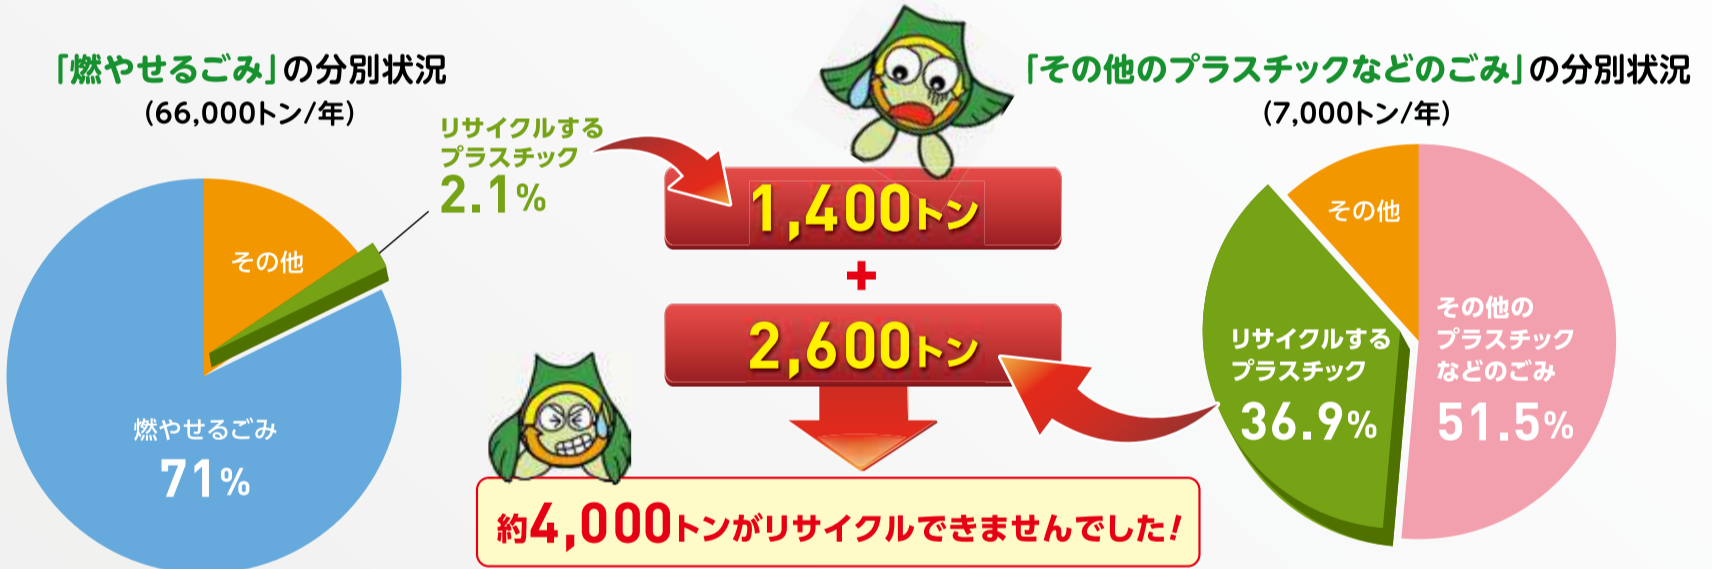 「燃やせるごみ」の分別状況
(66,000トン/年)
リサイクルする
プラスチック
2.1%
その他
燃やせるごみ
71%
1,400トン
+
2,600トン
約4,000トンがリサイクルできませんでした!
「その他のプラスチックなどのごみ」の分別状況
(7,000トン/年)
その他
リサイクルする
プラスチック
36.9%
その他の
プラスチック
などのごみ
51.5%